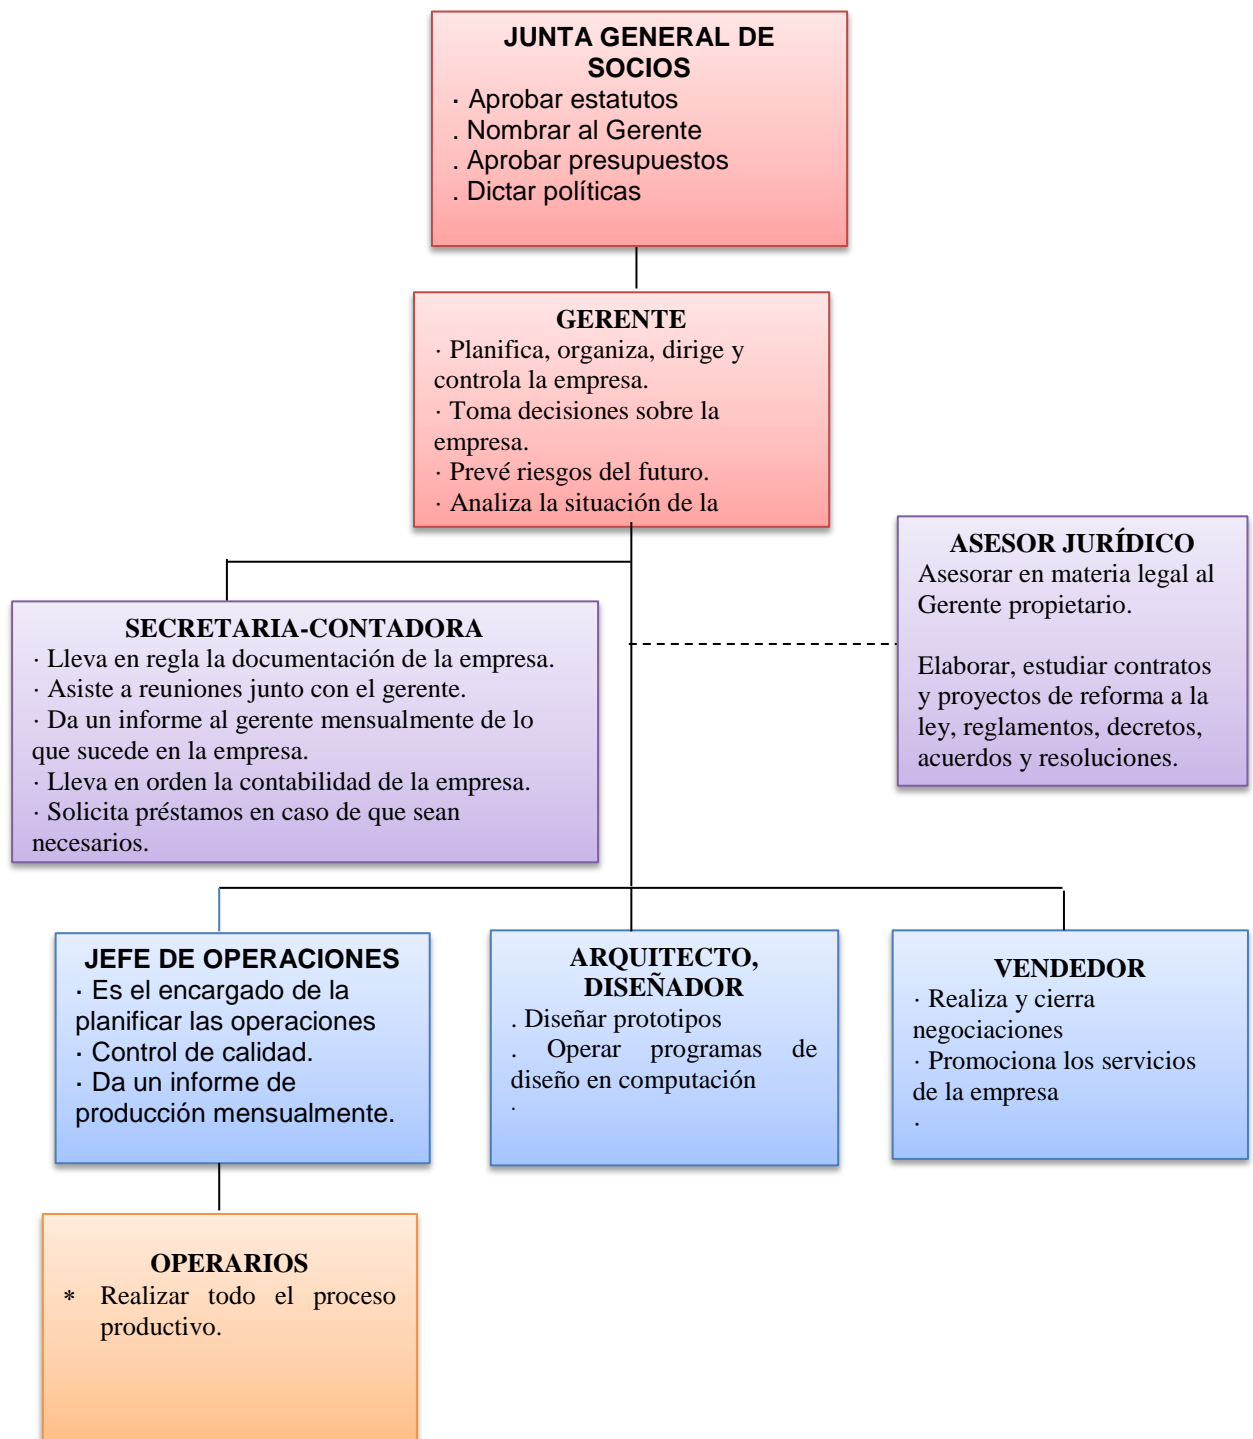 JUNTA GENERAL DE
SOCIOS
· Aprobar estatutos
. Nombrar al Gerente
. Aprobar presupuestos
. Dictar políticas
GERENTE
· Planifica, organiza, dirige y
controla la empresa.
· Toma decisiones sobre la
empresa.
· Prevé riesgos del futuro.
· Analiza la situación de la
ASESOR JURÍDICO
Asesorar en materia legal al
Gerente propietario.
Elaborar, estudiar contratos
y proyectos de reforma a la
ley, reglamentos, decretos,
acuerdos y resoluciones.
SECRETARIA-CONTADORA
· Lleva en regla la documentación de la empresa.
· Asiste a reuniones junto con el gerente.
· Da un informe al gerente mensualmente de lo
que sucede en la empresa.
· Lleva en orden la contabilidad de la empresa.
· Solicita préstamos en caso de que sean
necesarios.
JEFE DE OPERACIONES
· Es el encargado de la
planificar las operaciones
· Control de calidad.
· Da un informe de
producción mensualmente.
ARQUITECTO,
DISEÑADOR
. Diseñar prototipos
. Operar programas de
diseño en computación
.
VENDEDOR
· Realiza y cierra
negociaciones
· Promociona los servicios
de la empresa
.
OPERARIOS
* Realizar todo el proceso
productivo.